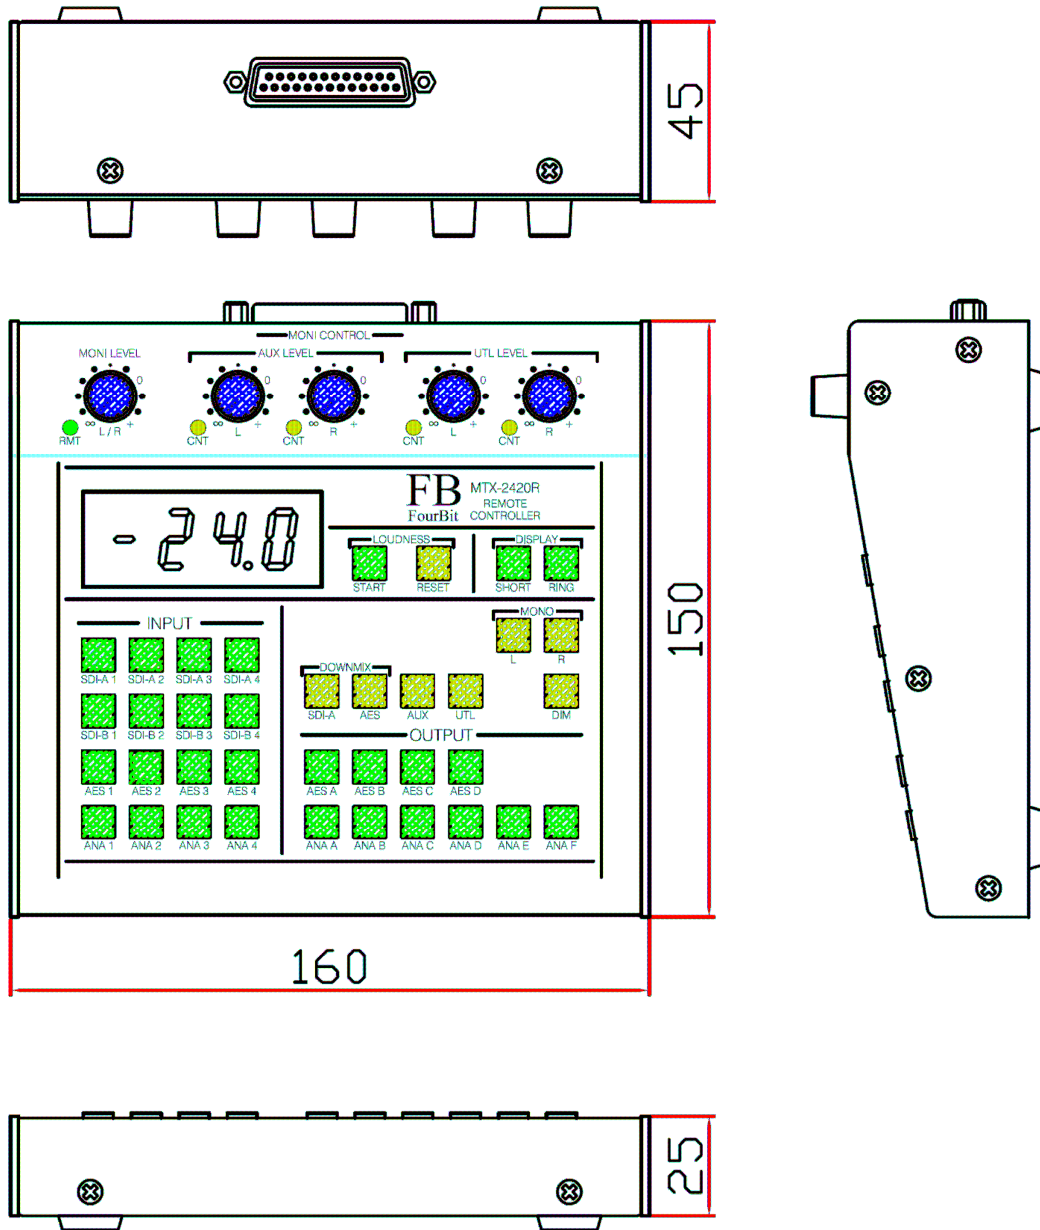 45
MONI CONTROL
MONI LEVEL AUX LEVEL UTL LEVEL
0 0 0 0 0
∞ + ∞ + ∞ + ∞ + ∞ +
L / R L R L R
RMT CNT CNT CNT CNT
FB MTX-2420R
REMOTE
FourBit CONTROLLER
-24.0
LOUDNESS DISPLAY
START RESET SHORT RING
INPUT MONO
L R
SDI-A 1 SDI-A 2 SDI-A 3 SDI-A 4
DOWNMIX
SDI-A AES AUX UTL DIM
SDI-B 1 SDI-B 2 SDI-B 3 SDI-B 4
OUTPUT
AES 1 AES 2 AES 3 AES 4 AES A AES B AES C AES D
ANA 1 ANA 2 ANA 3 ANA 4 ANA A ANA B ANA C ANA D ANA E ANA F
150
160
25